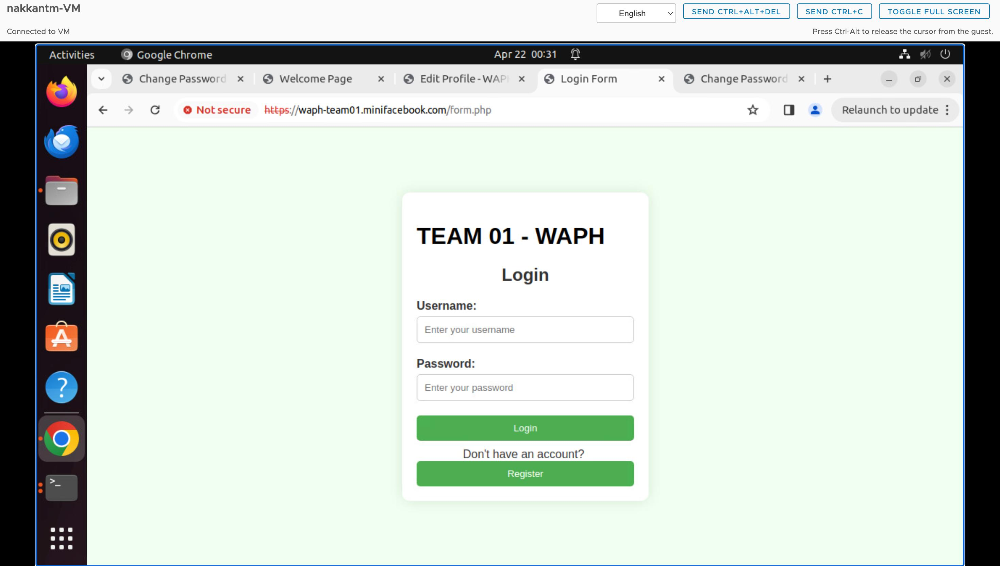 nakkantm-VM
English
SEND CTRL+ALT+DEL
SEND CTRL+C
TOGGLE FULL SCREEN
Connected to VM
Press Ctrl-Alt to release the cursor from the guest.
Activities
Google Chrome
Apr 22 00:31
Change Password
Welcome Page
Edit Profile - WAPH
Login Form
Change Password
Not secure
https://waph-team01.minifacebook.com/form.php
Relaunch to update
TEAM 01 - WAPH
Login
Username:
Enter your username
Password:
Enter your password
Login
Don't have an account?
Register